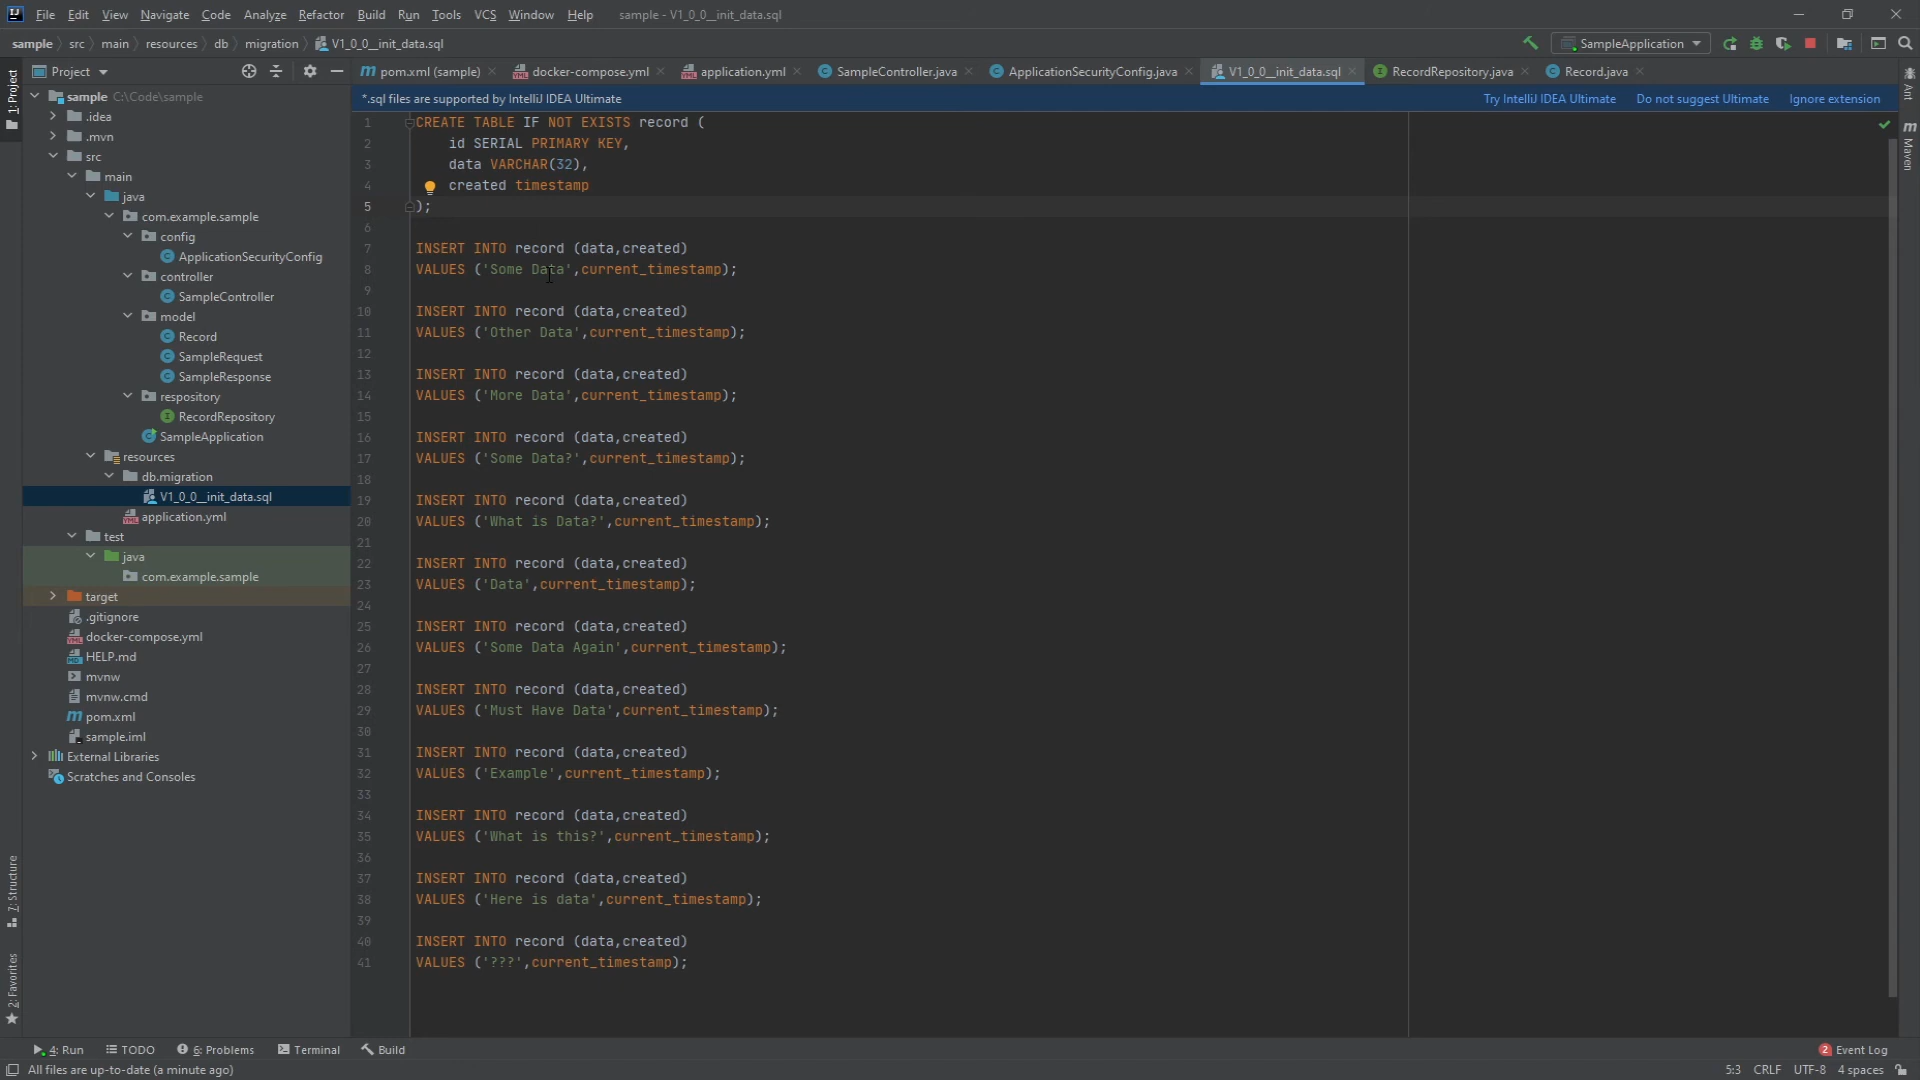 File Edit View Navigate Code Analyze Refactor Build Run Tools VCS Window Help sample - V1_0_0__init_data.sql
sample src main resources db migration V1_0_0__init_data.sql SampleApplication
Project pom.xml (sample) docker-compose.yml application.yml SampleController.java ApplicationSecurityConfig.java V1_0_0__init_data.sql RecordRepository.java Record.java
*.sql files are supported by IntelliJ IDEA Ultimate Try IntelliJ IDEA Ultimate Do not suggest Ultimate Ignore extension
1: Project
7: Structure
2: Favorites
Ant
Maven
sample C:\Code\sample
.idea
.mvn
src
main
java
com.example.sample
config
ApplicationSecurityConfig
controller
SampleController
model
Record
SampleRequest
SampleResponse
respository
RecordRepository
SampleApplication
resources
db.migration
V1_0_0__init_data.sql
application.yml
test
java
com.example.sample
target
.gitignore
docker-compose.yml
HELP.md
mvnw
mvnw.cmd
pom.xml
sample.iml
External Libraries
Scratches and Consoles
1 CREATE TABLE IF NOT EXISTS record (
2 id SERIAL PRIMARY KEY,
3 data VARCHAR(32),
4 created timestamp
5 );
6
7 INSERT INTO record (data,created)
8 VALUES ('Some Data',current_timestamp);
9
10 INSERT INTO record (data,created)
11 VALUES ('Other Data',current_timestamp);
12
13 INSERT INTO record (data,created)
14 VALUES ('More Data',current_timestamp);
15
16 INSERT INTO record (data,created)
17 VALUES ('Some Data?',current_timestamp);
18
19 INSERT INTO record (data,created)
20 VALUES ('What is Data?',current_timestamp);
21
22 INSERT INTO record (data,created)
23 VALUES ('Data',current_timestamp);
24
25 INSERT INTO record (data,created)
26 VALUES ('Some Data Again',current_timestamp);
27
28 INSERT INTO record (data,created)
29 VALUES ('Must Have Data',current_timestamp);
30
31 INSERT INTO record (data,created)
32 VALUES ('Example',current_timestamp);
33
34 INSERT INTO record (data,created)
35 VALUES ('What is this?',current_timestamp);
36
37 INSERT INTO record (data,created)
38 VALUES ('Here is data',current_timestamp);
39
40 INSERT INTO record (data,created)
41 VALUES ('???',current_timestamp);
4: Run TODO 6: Problems Terminal Build 2 Event Log
All files are up-to-date (a minute ago) 5:3 CRLF UTF-8 4 spaces